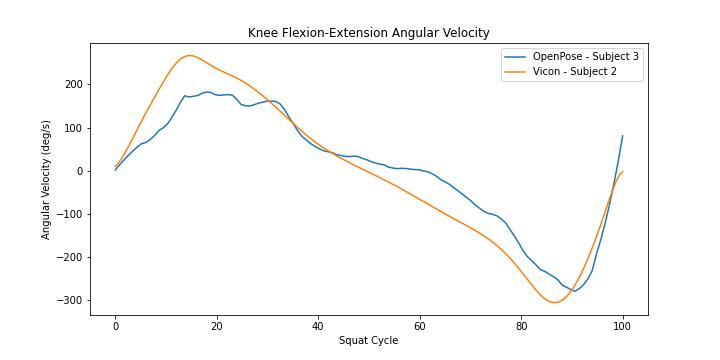 Knee Flexion-Extension Angular Velocity
OpenPose - Subject 3
Vicon - Subject 2
Angular Velocity (deg/s)
200
100
0
−100
−200
−300
0 20 40 60 80 100
Squat Cycle